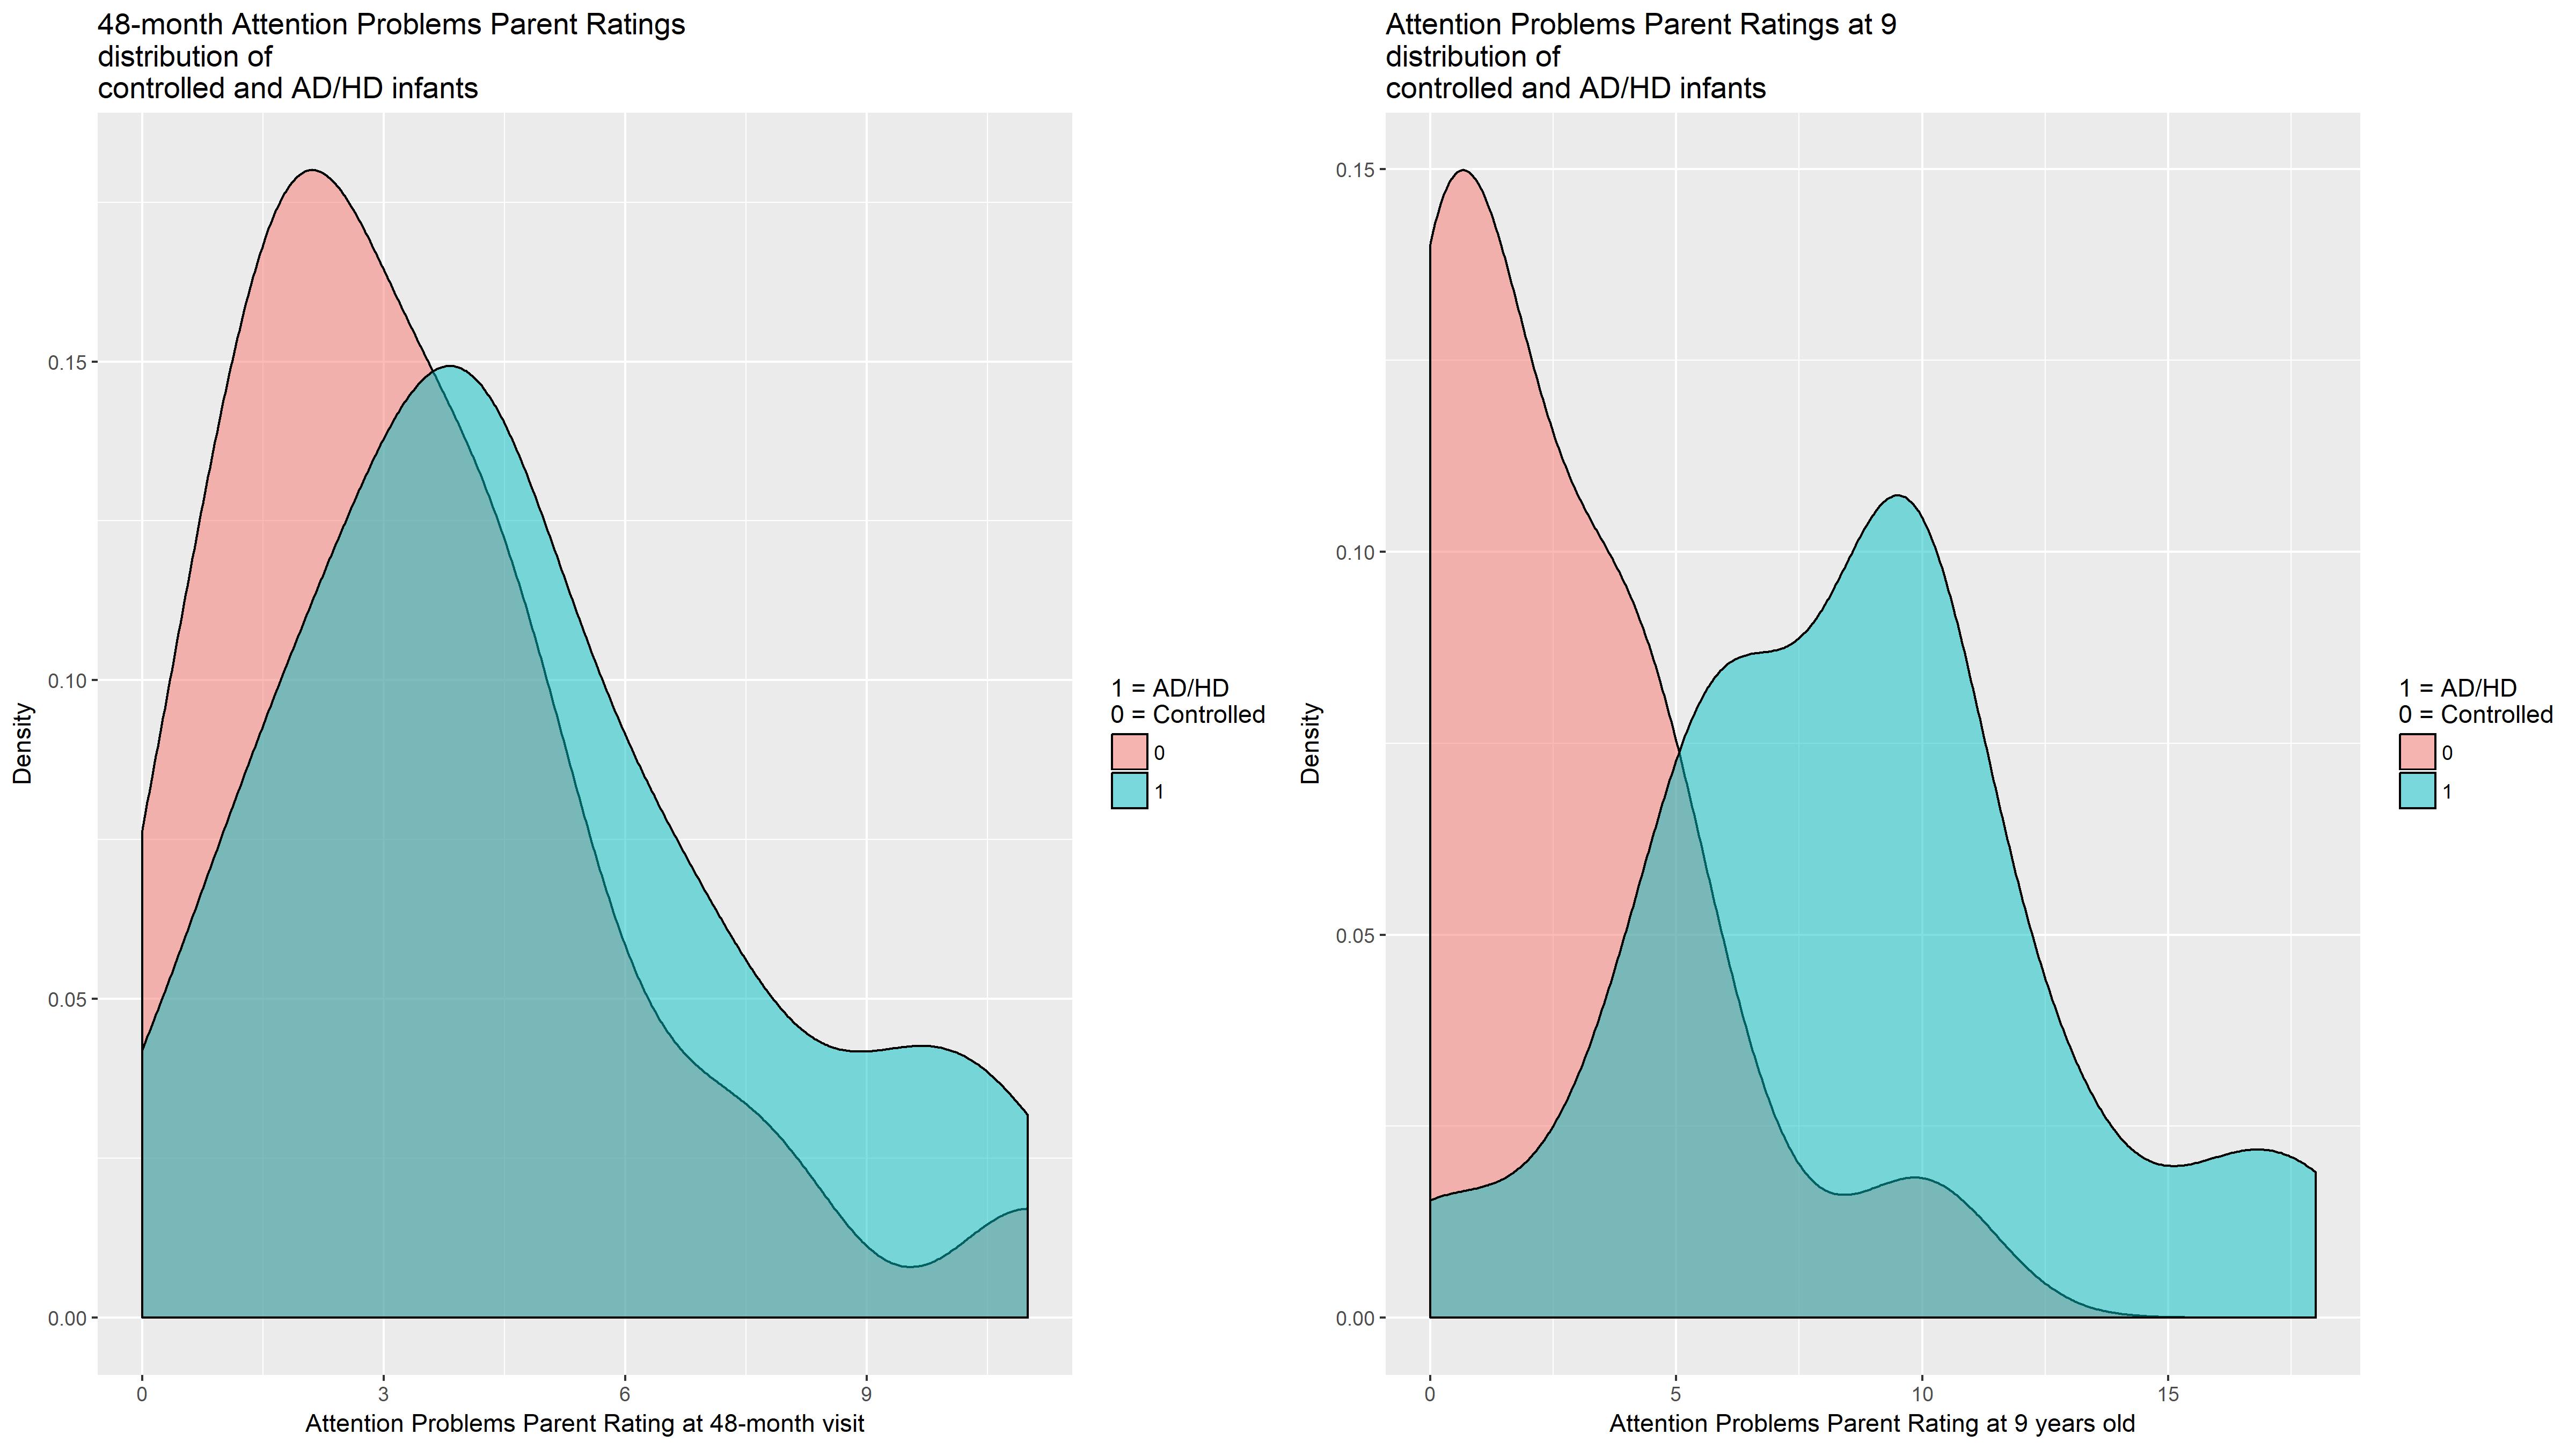 48-month Attention Problems Parent Ratings
distribution of
controlled and AD/HD infants
0.15
0.10
0.05
0.00
Density
0
3
6
9
Attention Problems Parent Rating at 48-month visit
1 = AD/HD
0 = Controlled
0
1
Attention Problems Parent Ratings at 9
distribution of
controlled and AD/HD infants
0.15
0.10
0.05
0.00
Density
0
5
10
15
Attention Problems Parent Rating at 9 years old
1 = AD/HD
0 = Controlled
0
1